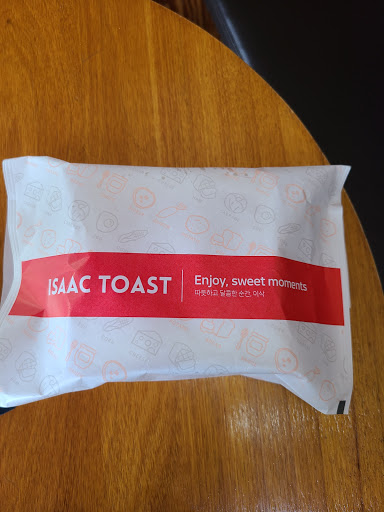 ISAAC TOAST
Enjoy, sweet moments
따뜻하고 달콤한 순간, 이삭